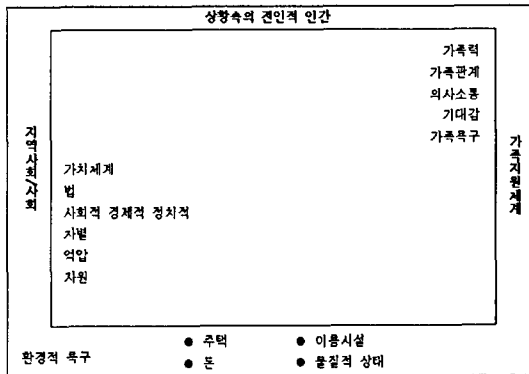 상황속의 전인적 인간
가족력
가족관계
의사소통
기대감
가족욕구
지역사회/사회
가족지원체계
가치체계
법
사회적 경제적 정치적
차별
억압
자원
환경적 욕구
● 주택
● 이용시설
● 돈
● 물질적 상태